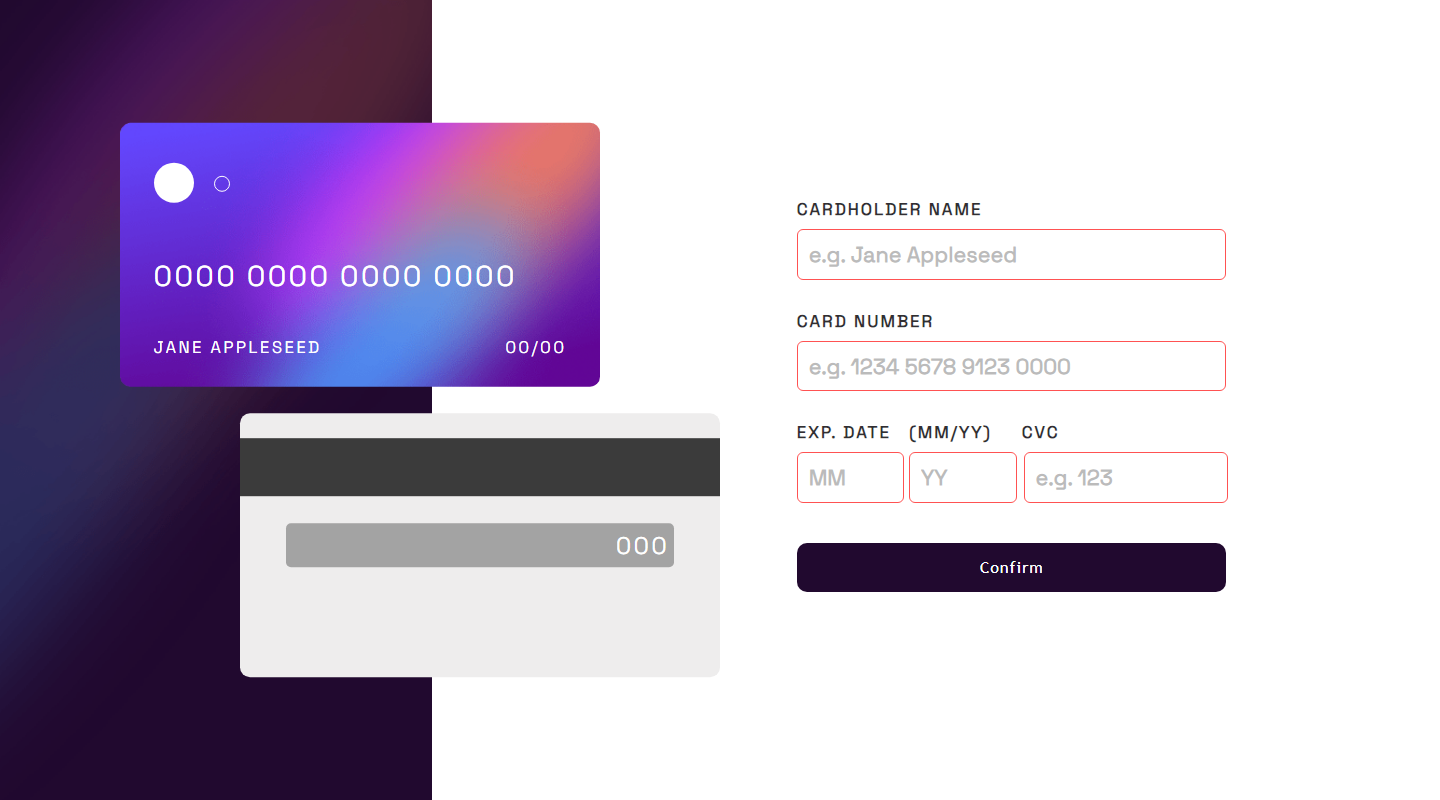 0000 0000 0000 0000
JANE APPLESEED 00/00
000
CARDHOLDER NAME
e.g. Jane Appleseed
CARD NUMBER
e.g. 1234 5678 9123 0000
EXP. DATE (MM/YY) CVC
MM YY e.g. 123
Confirm